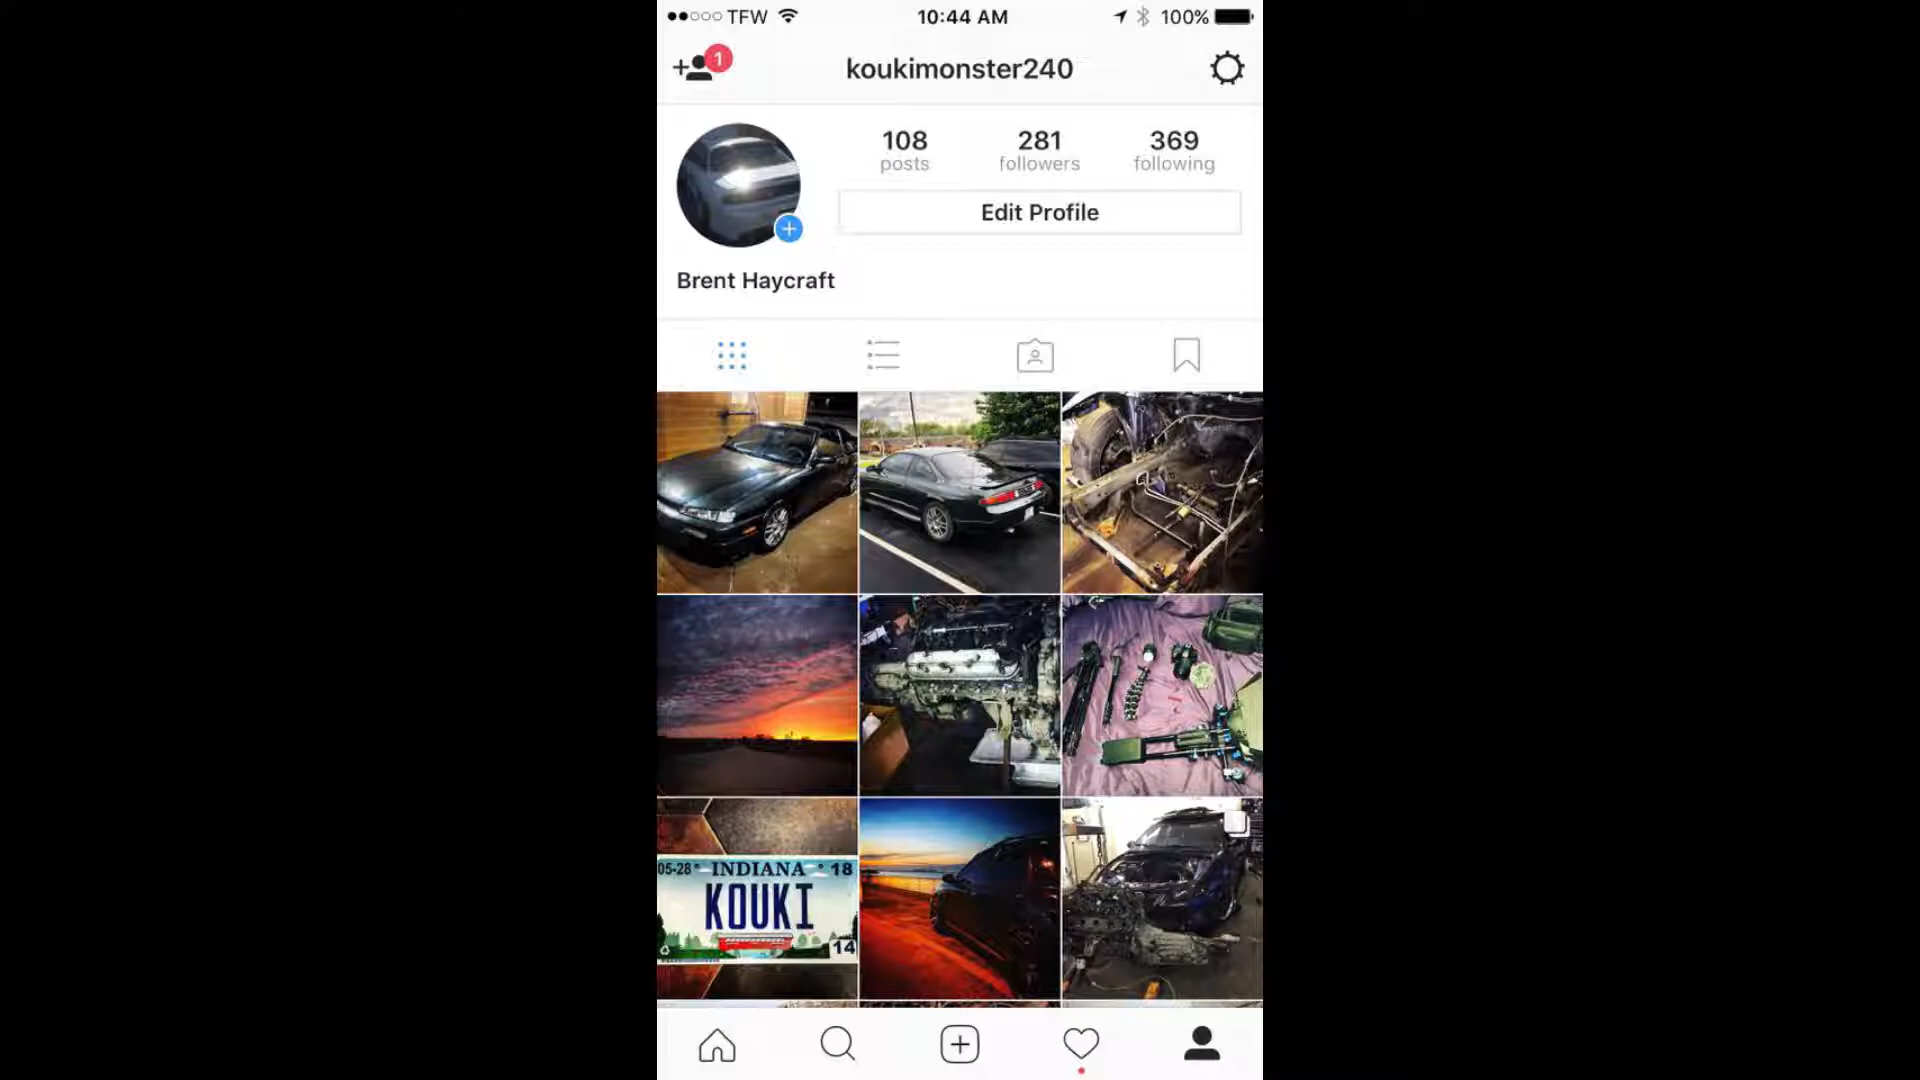 TFW 10:44 AM 100%
1
koukimonster240
108 281 369
posts followers following
Edit Profile
Brent Haycraft
05-28 INDIANA 18
KOUKI
14